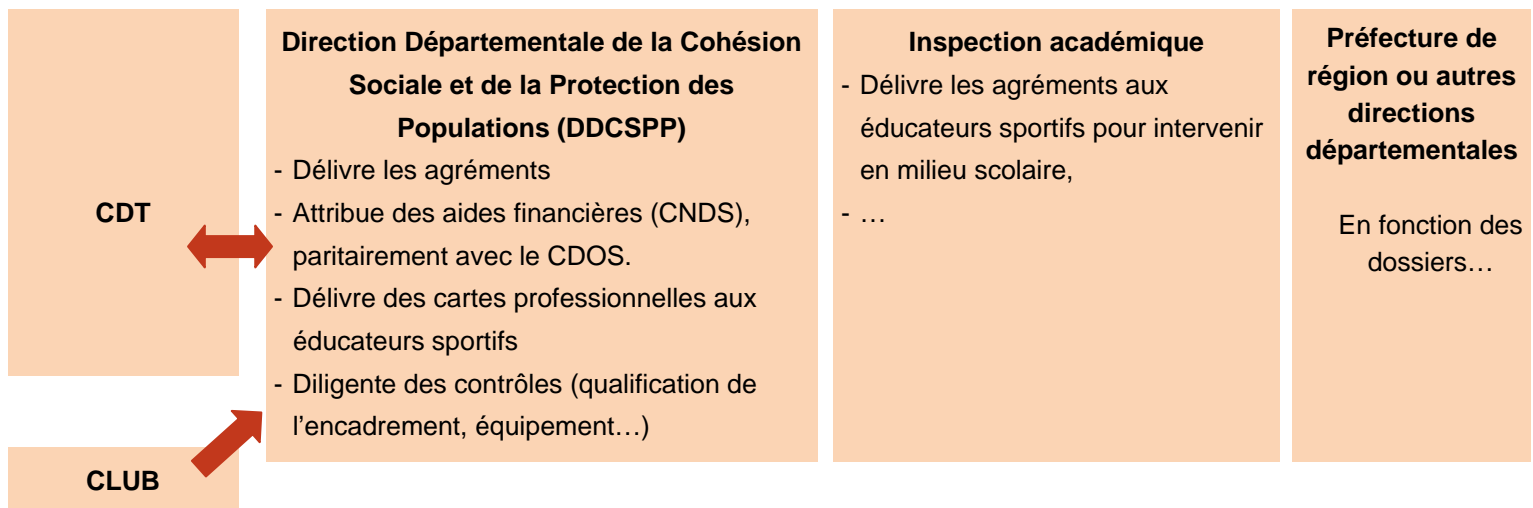 CDT
CLUB
Direction Départementale de la Cohésion
Sociale et de la Protection des
Populations (DDCSPP)
- Délivre les agréments
- Attribue des aides financières (CNDS),
paritairement avec le CDOS.
- Délivre des cartes professionnelles aux
éducateurs sportifs
- Diligente des contrôles (qualification de
l'encadrement, équipement…)
Inspection académique
- Délivre les agréments aux
éducateurs sportifs pour intervenir
en milieu scolaire,
- …
Préfecture de
région ou autres
directions
départementales
En fonction des
dossiers…